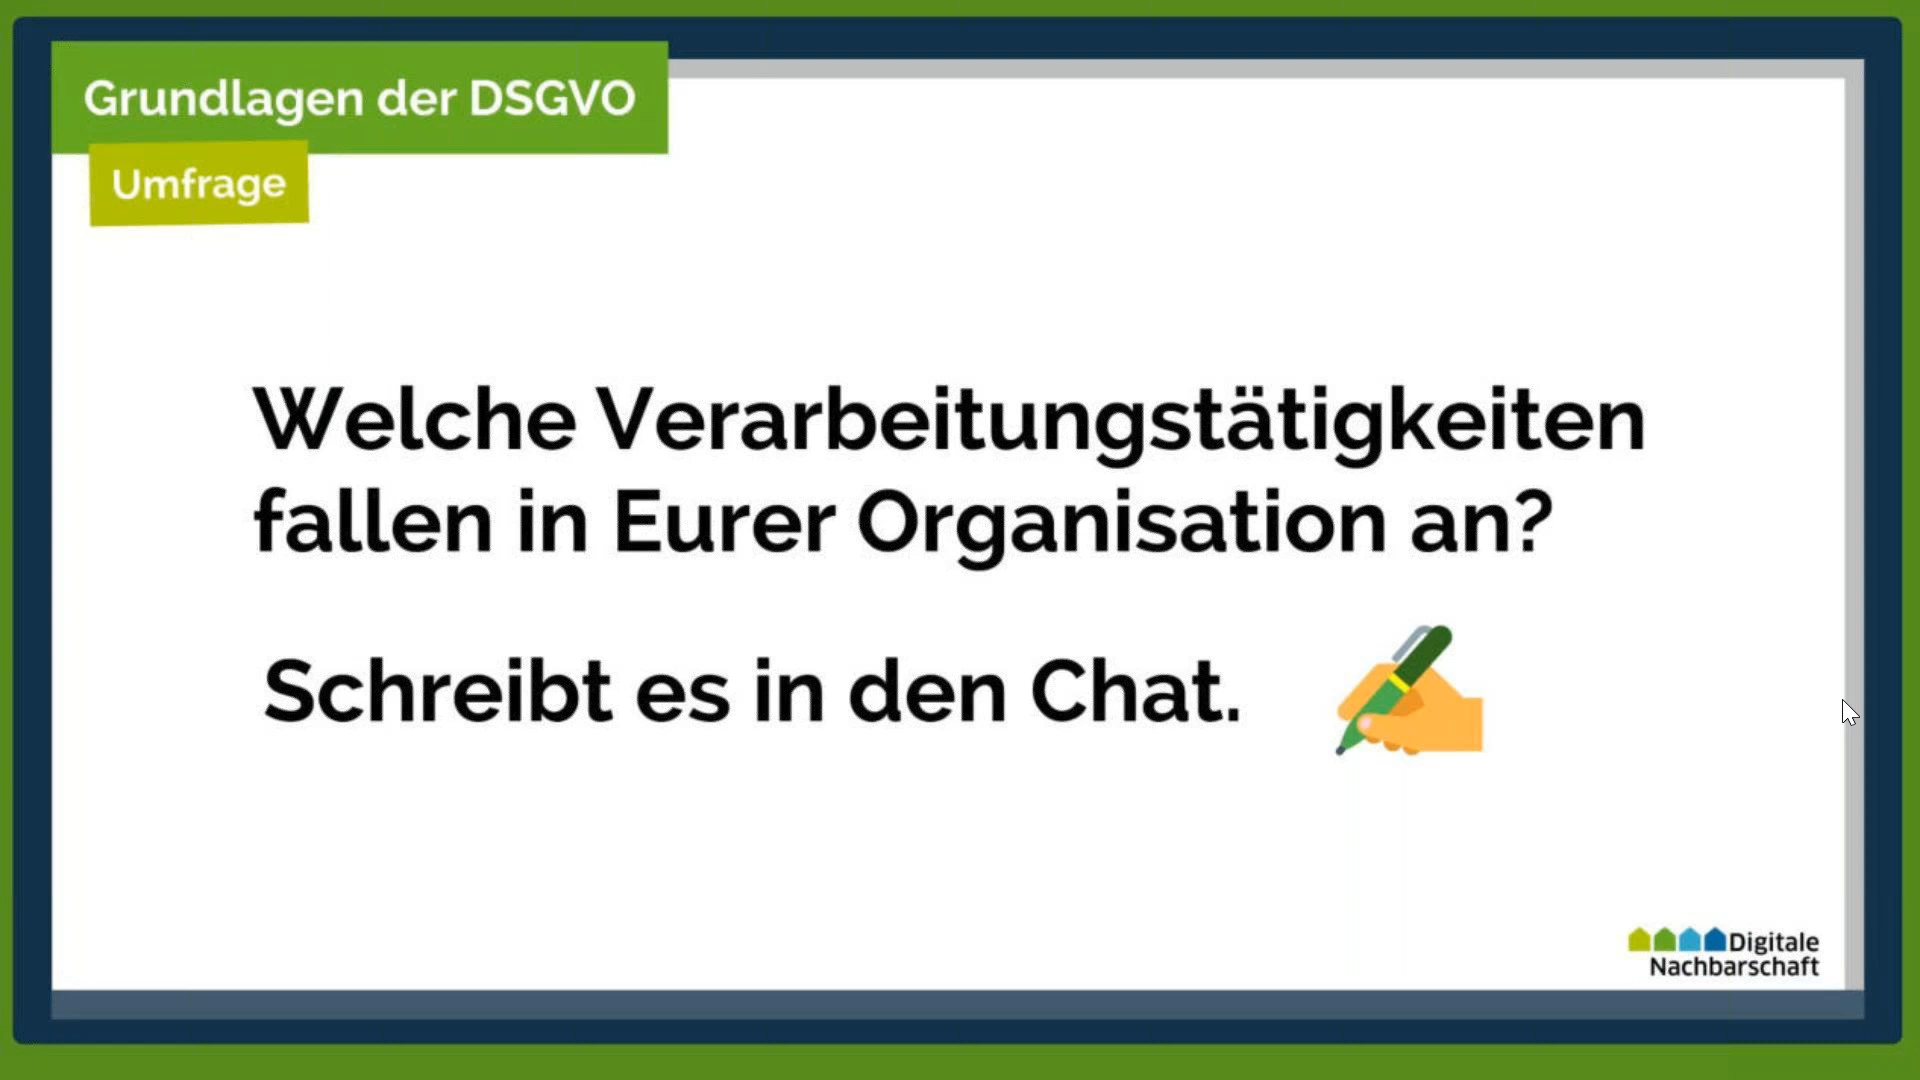 Grundlagen der DSGVO
Umfrage
Welche Verarbeitungstätigkeiten
fallen in Eurer Organisation an?
Schreibt es in den Chat.
Digitale
Nachbarschaft